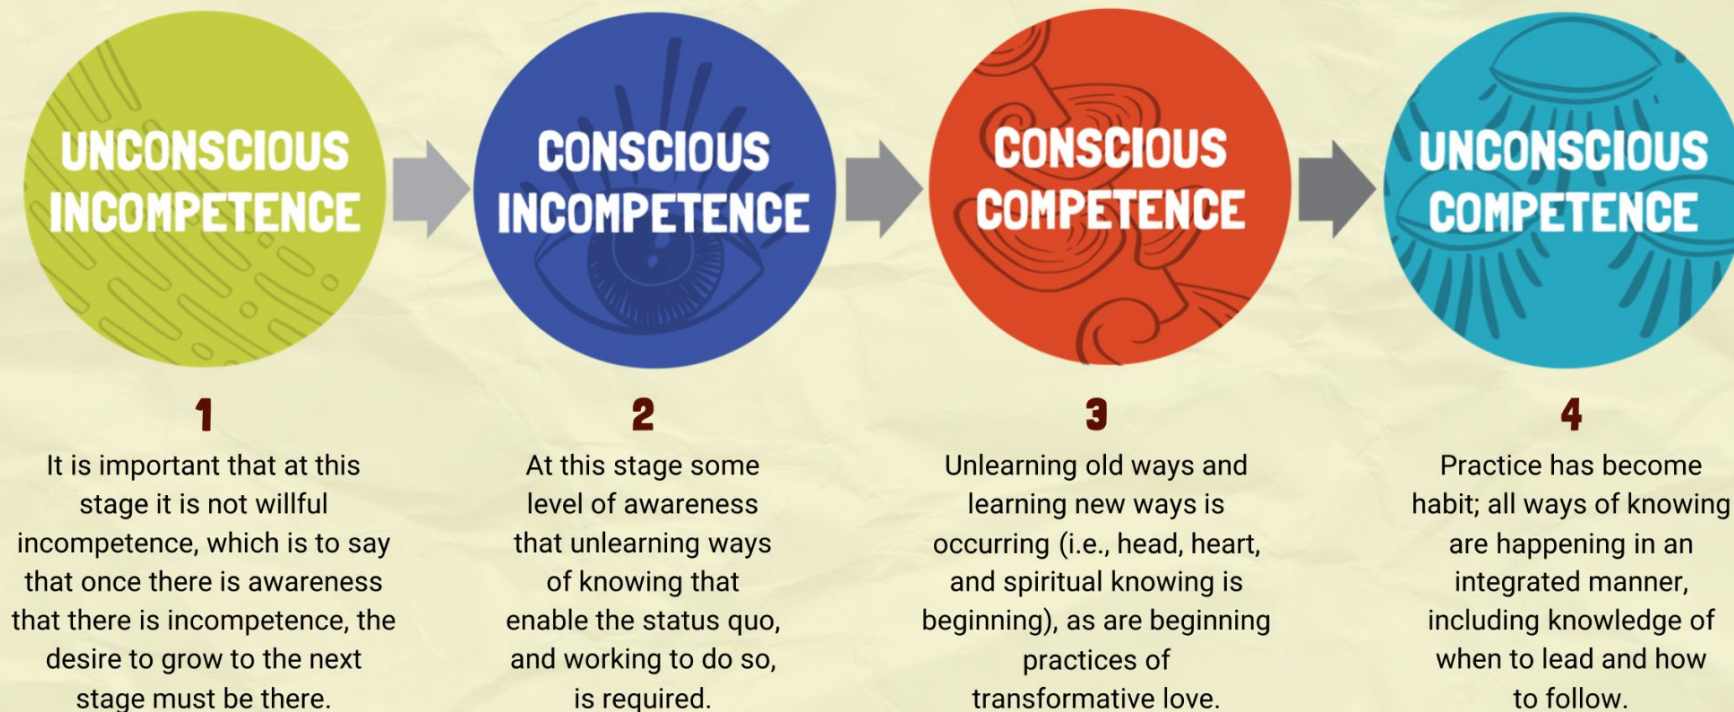 UNCONSCIOUS
INCOMPETENCE
CONSCIOUS
INCOMPETENCE
CONSCIOUS
COMPETENCE
UNCONSCIOUS
COMPETENCE
1
It is important that at this
stage it is not willful
incompetence, which is to say
that once there is awareness
that there is incompetence, the
desire to grow to the next
stage must be there.
2
At this stage some
level of awareness
that unlearning ways
of knowing that
enable the status quo,
and working to do so,
is required.
3
Unlearning old ways and
learning new ways is
occurring (i.e., head, heart,
and spiritual knowing is
beginning), as are beginning
practices of
transformative love.
4
Practice has become
habit; all ways of knowing
are happening in an
integrated manner,
including knowledge of
when to lead and how
to follow.